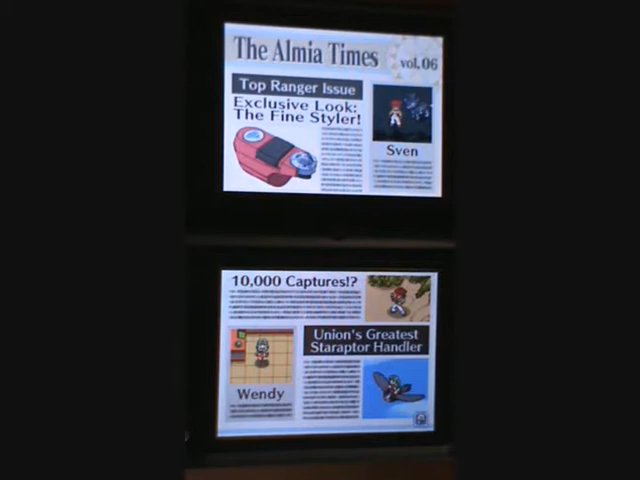 The Almia Times
vol.06
Top Ranger Issue
Exclusive Look:
The Fine Styler!
Sven
10,000 Captures!?
Union's Greatest
Staraptor Handler
Wendy